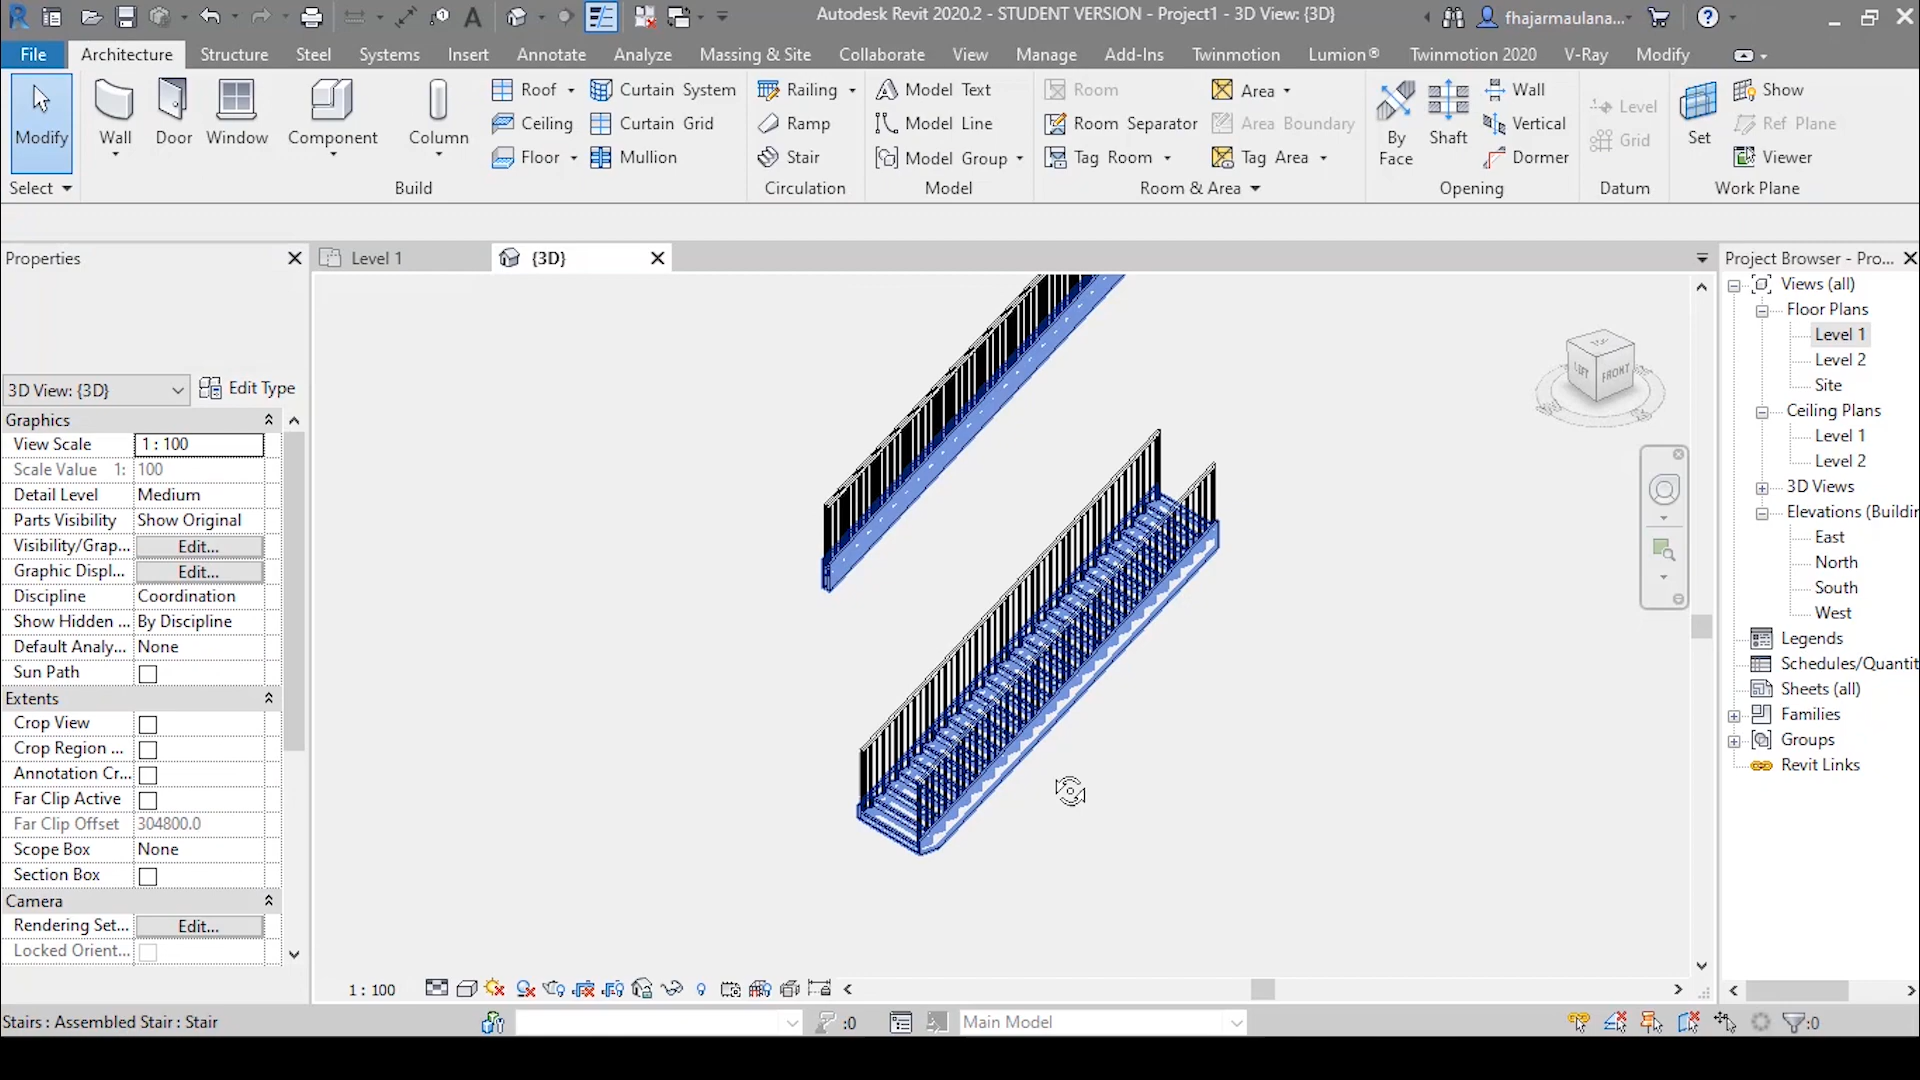 Autodesk Revit 2020.2 - STUDENT VERSION - Project1 - 3D View: {3D}
fhajarmaulana...
File Architecture Structure Steel Systems Insert Annotate Analyze Massing & Site Collaborate View Manage Add-Ins Twinmotion Lumion® Twinmotion 2020 V-Ray Modify
Modify
Wall
Door
Window
Component
Column
Roof
Ceiling
Floor
Curtain System
Curtain Grid
Mullion
Railing
Ramp
Stair
Model Text
Model Line
Model Group
Room
Room Separator
Tag Room
Area
Area Boundary
Tag Area
By
Face
Shaft
Wall
Vertical
Dormer
Level
Grid
Set
Show
Ref Plane
Viewer
Select
Build
Circulation
Model
Room & Area
Opening
Datum
Work Plane
Properties
Level 1
{3D}
Project Browser - Pro...
3D View: {3D}
Edit Type
Graphics
View Scale 1 : 100
Scale Value 1: 100
Detail Level Medium
Parts Visibility Show Original
Visibility/Grap... Edit...
Graphic Displ... Edit...
Discipline Coordination
Show Hidden ... By Discipline
Default Analy... None
Sun Path
Extents
Crop View
Crop Region ...
Annotation Cr...
Far Clip Active
Far Clip Offset 304800.0
Scope Box None
Section Box
Camera
Rendering Set... Edit...
Locked Orient...
LEFT
FRONT
Views (all)
Floor Plans
Level 1
Level 2
Site
Ceiling Plans
Level 1
Level 2
3D Views
Elevations (Buildin
East
North
South
West
Legends
Schedules/Quantit
Sheets (all)
Families
Groups
Revit Links
1 : 100
Stairs : Assembled Stair : Stair
:0
Main Model
:0